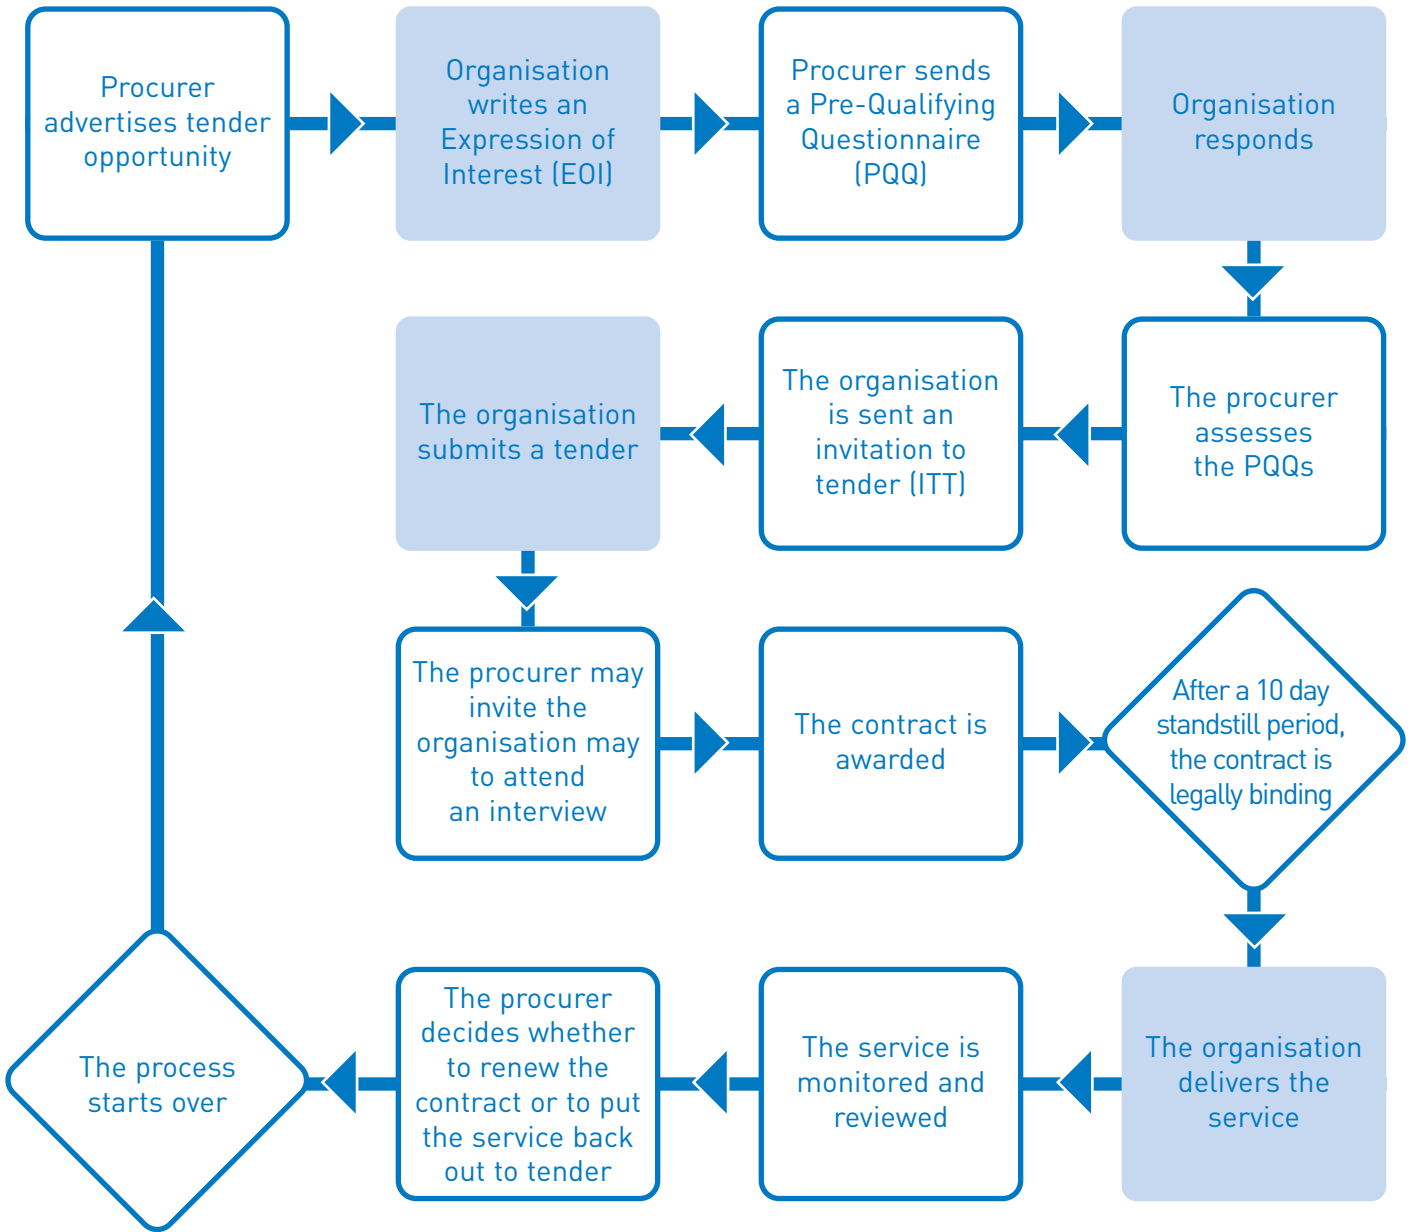 Procurer
advertises tender
opportunity
Organisation
writes an
Expression of
Interest (EOI)
Procurer sends
a Pre-Qualifying
Questionnaire
(PQQ)
Organisation
responds
The procurer
assesses
the PQQs
The organisation
is sent an
invitation to
tender (ITT)
The organisation
submits a tender
The procurer may
invite the
organisation may
to attend
an interview
The contract is
awarded
After a 10 day
standstill period,
the contract is
legally binding
The organisation
delivers the
service
The service is
monitored and
reviewed
The procurer
decides whether
to renew the
contract or to put
the service back
out to tender
The process
starts over